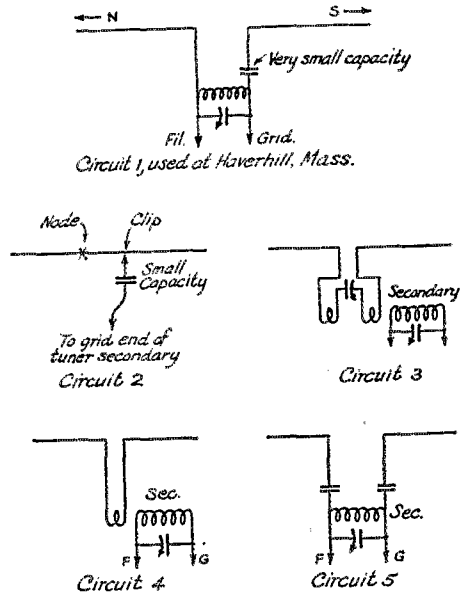 N
S
Very small capacity
Fil.
Grid.
Circuit 1, used at Haverhill, Mass.
Node
Clip
Small
Capacity
To grid end of
tuner secondary
Circuit 2
Secondary
Circuit 3
Sec.
F
G
Circuit 4
Sec.
F
G
Circuit 5